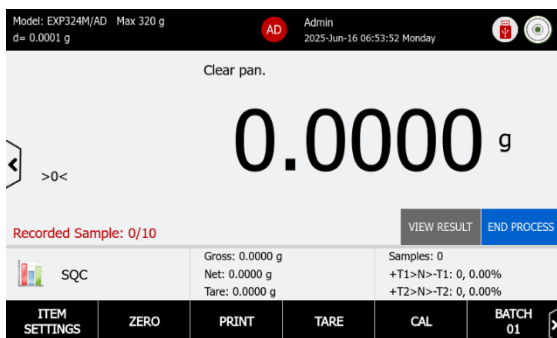 Model: EXP324M/AD Max 320 g
d= 0.0001 g
AD
Admin
2025-Jun-16 06:53:52 Monday
Clear pan.
0.0000 g
>0<
Recorded Sample: 0/10
VIEW RESULT
END PROCESS
SQC
Gross: 0.0000 g
Net: 0.0000 g
Tare: 0.0000 g
Samples: 0
+T1>N>-T1: 0, 0.00%
+T2>N>-T2: 0, 0.00%
ITEM
SETTINGS
ZERO
PRINT
TARE
CAL
BATCH
01